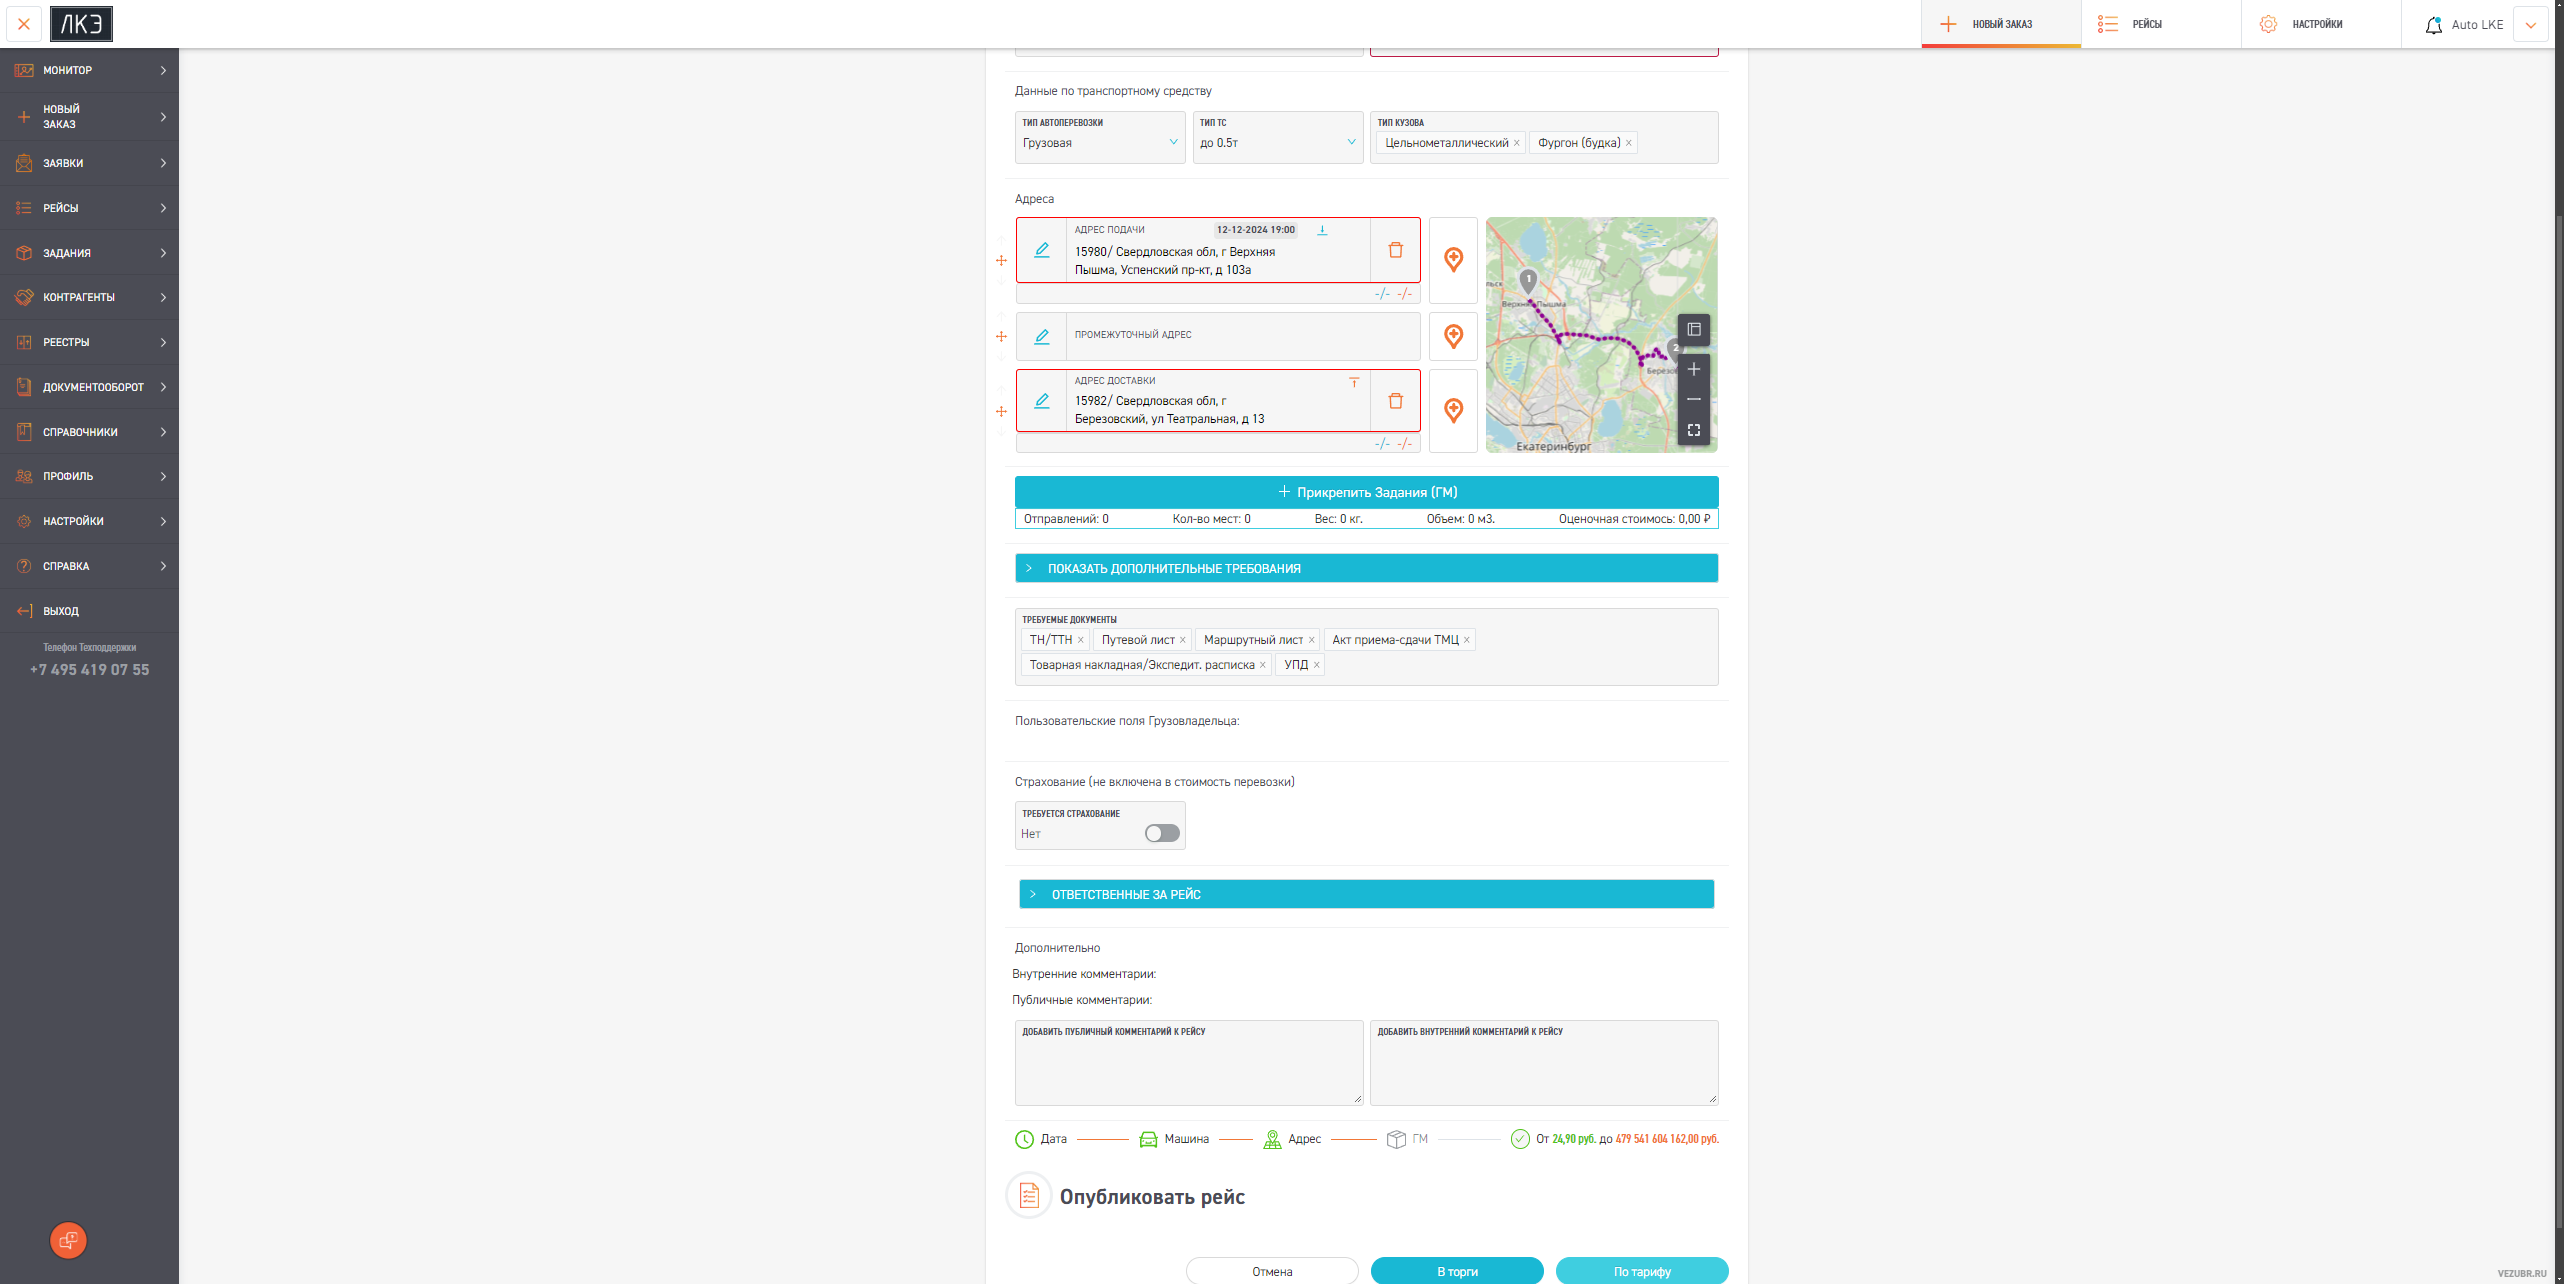 ЛКЭ
НОВЫЙ ЗАКАЗ
РЕЙСЫ
НАСТРОЙКИ
Auto LKE
МОНИТОР
НОВЫЙ
ЗАКАЗ
ЗАЯВКИ
РЕЙСЫ
ЗАДАНИЯ
КОНТРАГЕНТЫ
РЕЕСТРЫ
ДОКУМЕНТООБОРОТ
СПРАВОЧНИКИ
ПРОФИЛЬ
НАСТРОЙКИ
СПРАВКА
ВЫХОД
Телефон Техподдержки
+7 495 419 07 55
Данные по транспортному средству
ТИП АВТОПЕРЕВОЗКИ
Грузовая
ТИП ТС
до 0.5т
ТИП КУЗОВА
Цельнометаллический × Фургон (будка) ×
Адреса
АДРЕС ПОДАЧИ 12-12-2024 19:00
15980/ Свердловская обл, г Верхняя
Пышма, Успенский пр-кт, д 103а
-/- -/-
ПРОМЕЖУТОЧНЫЙ АДРЕС
АДРЕС ДОСТАВКИ
15982/ Свердловская обл, г
Березовский, ул Театральная, д 13
-/- -/-
1
Верхняя Пышма
2
Екатеринбург
+ Прикрепить Задания (ГМ)
Отправлений: 0 Кол-во мест: 0 Вес: 0 кг. Объем: 0 м3. Оценочная стоимось: 0,00 ₽
> ПОКАЗАТЬ ДОПОЛНИТЕЛЬНЫЕ ТРЕБОВАНИЯ
ТРЕБУЕМЫЕ ДОКУМЕНТЫ
ТН/ТТН × Путевой лист × Маршрутный лист × Акт приема-сдачи ТМЦ ×
Товарная накладная/Экспедит. расписка × УПД ×
Пользовательские поля Грузовладельца:
Страхование (не включена в стоимость перевозки)
ТРЕБУЕТСЯ СТРАХОВАНИЕ
Нет
> ОТВЕТСТВЕННЫЕ ЗА РЕЙС
Дополнительно
Внутренние комментарии:
Публичные комментарии:
ДОБАВИТЬ ПУБЛИЧНЫЙ КОММЕНТАРИЙ К РЕЙСУ
ДОБАВИТЬ ВНУТРЕННИЙ КОММЕНТАРИЙ К РЕЙСУ
Дата Машина Адрес ГМ От 24,90 руб. до 479 541 604 162,00 руб.
Опубликовать рейс
Отмена
В торги
По тарифу
VEZUBR.RU